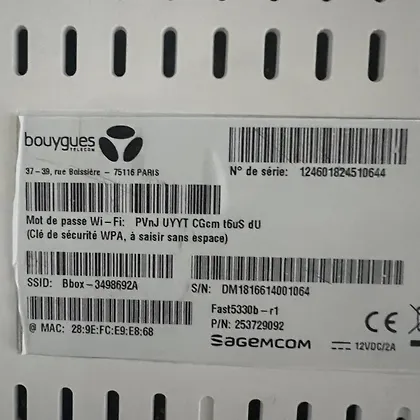 bouygues
TELECOM
37-39, rue Boissière - 75116 PARIS
N° de série: 124601824510644
Mot de passe Wi-Fi: PVnJ UYYT CGcm t6uS dU
(Clé de sécurité WPA, à saisir sans espace)
SSID: Bbox-3498692A
S/N: DM1816614001064
Fast5330b-r1
P/N: 253729092
@ MAC: 28:9E:FC:E9:E8:68
SAGEMCOM
CE
12VDC/2A